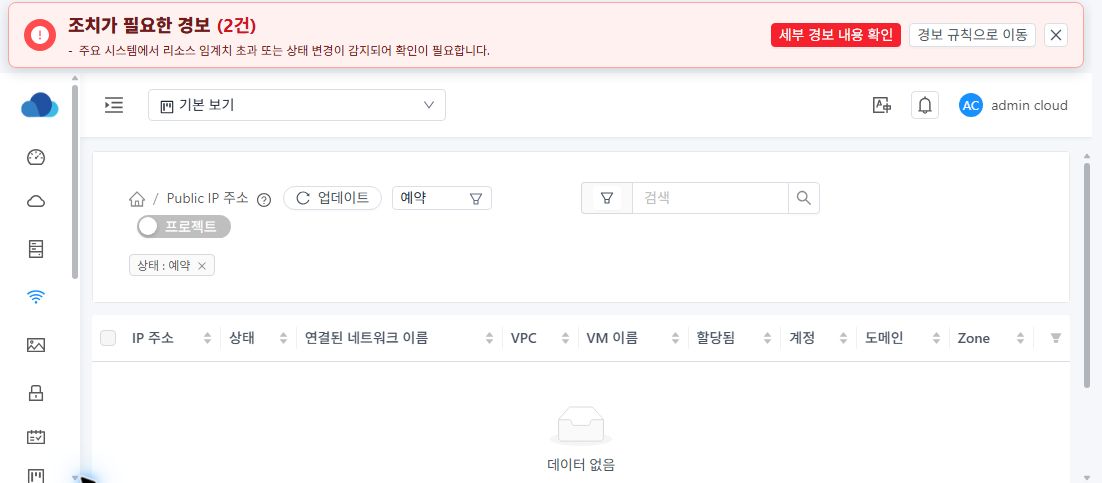 조치가 필요한 경보 (2건)
- 주요 시스템에서 리소스 임계치 초과 또는 상태 변경이 감지되어 확인이 필요합니다.
세부 경보 내용 확인
경보 규칙으로 이동
기본 보기
AC admin cloud
/ Public IP 주소 업데이트 예약 검색
프로젝트
상태 : 예약
IP 주소 상태 연결된 네트워크 이름 VPC VM 이름 할당됨 계정 도메인 Zone
데이터 없음